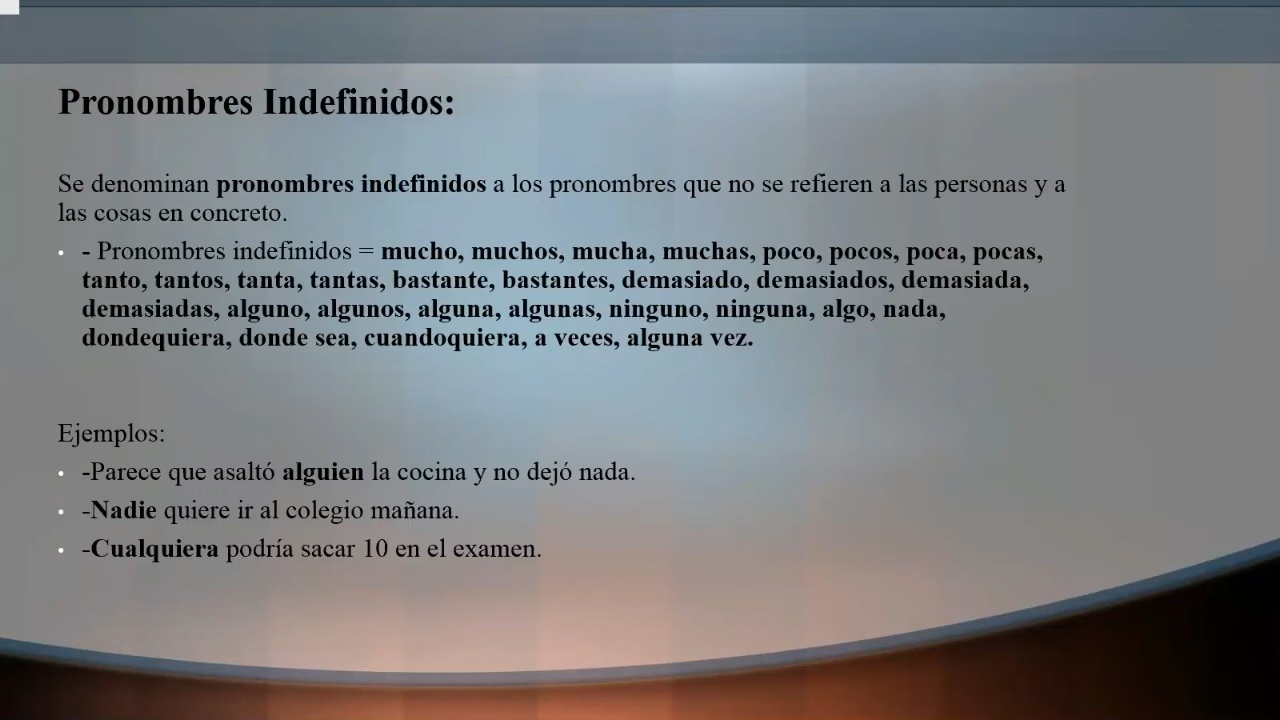 Pronombres Indefinidos:
Se denominan pronombres indefinidos a los pronombres que no se refieren a las personas y a
las cosas en concreto.
• - Pronombres indefinidos = mucho, muchos, mucha, muchas, poco, pocos, poca, pocas,
tanto, tantos, tanta, tantas, bastante, bastantes, demasiado, demasiados, demasiada,
demasiadas, alguno, algunos, alguna, algunas, ninguno, ninguna, algo, nada,
dondequiera, donde sea, cuandoquiera, a veces, alguna vez.
Ejemplos:
• -Parece que asaltó alguien la cocina y no dejó nada.
• -Nadie quiere ir al colegio mañana.
• -Cualquiera podría sacar 10 en el examen.